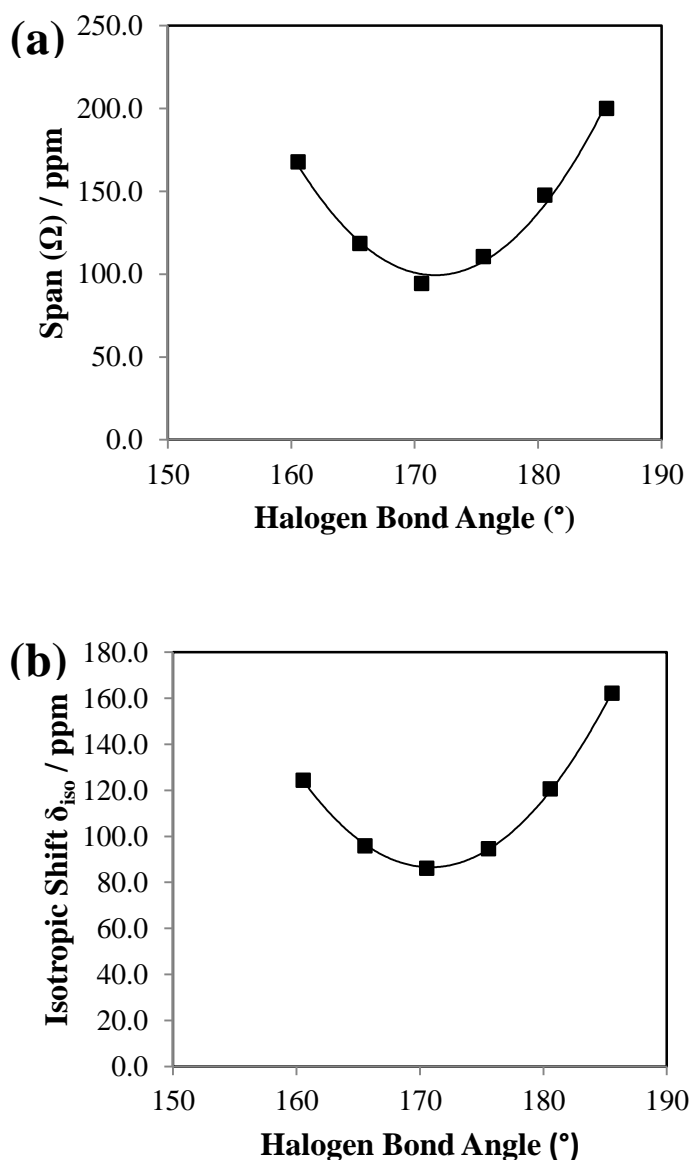 (a)
Span (Ω) / ppm
250.0
200.0
150.0
100.0
50.0
0.0
150 160 170 180 190
Halogen Bond Angle (°)
(b)
Isotropic Shift δiso / ppm
180.0
160.0
140.0
120.0
100.0
80.0
60.0
40.0
20.0
0.0
150 160 170 180 190
Halogen Bond Angle (°)